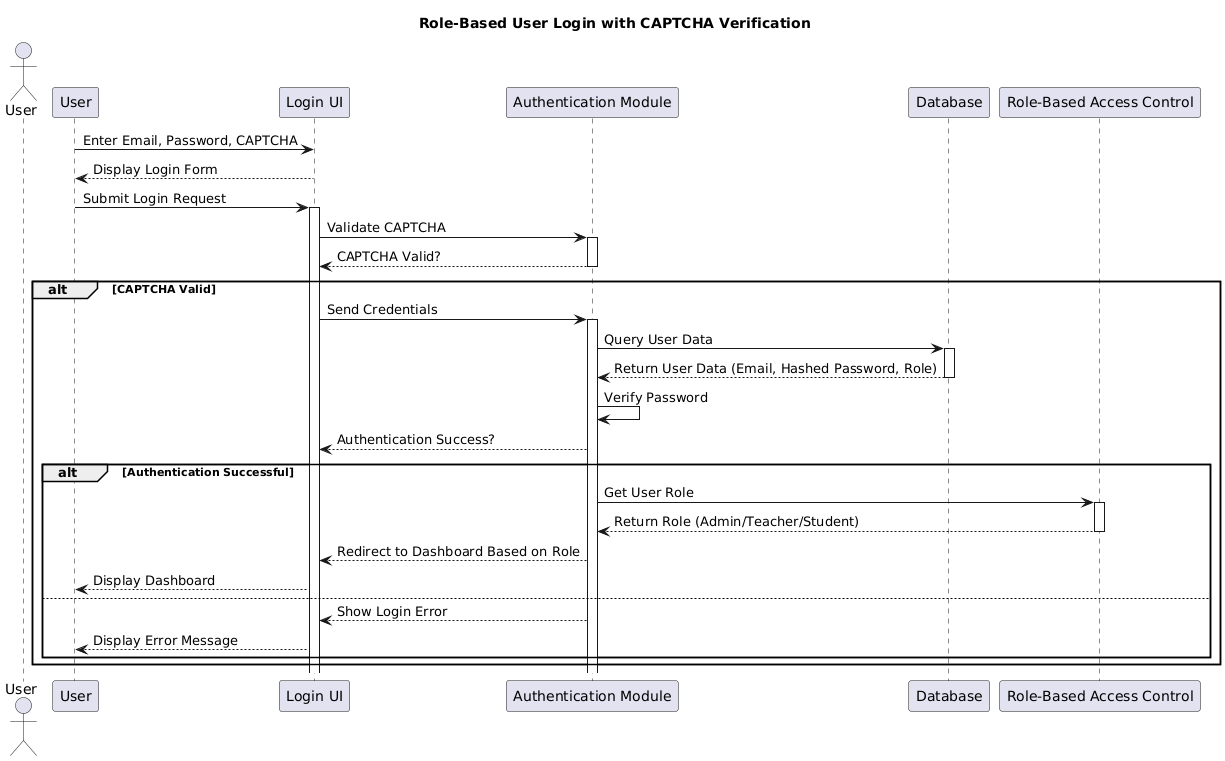 Role-Based User Login with CAPTCHA Verification
User
User
Login UI
Authentication Module
Database
Role-Based Access Control
Enter Email, Password, CAPTCHA
Display Login Form
Submit Login Request
Validate CAPTCHA
CAPTCHA Valid?
alt
[CAPTCHA Valid]
Send Credentials
Query User Data
Return User Data (Email, Hashed Password, Role)
Verify Password
Authentication Success?
alt
[Authentication Successful]
Get User Role
Return Role (Admin/Teacher/Student)
Redirect to Dashboard Based on Role
Display Dashboard
Show Login Error
Display Error Message
User
User
Login UI
Authentication Module
Database
Role-Based Access Control